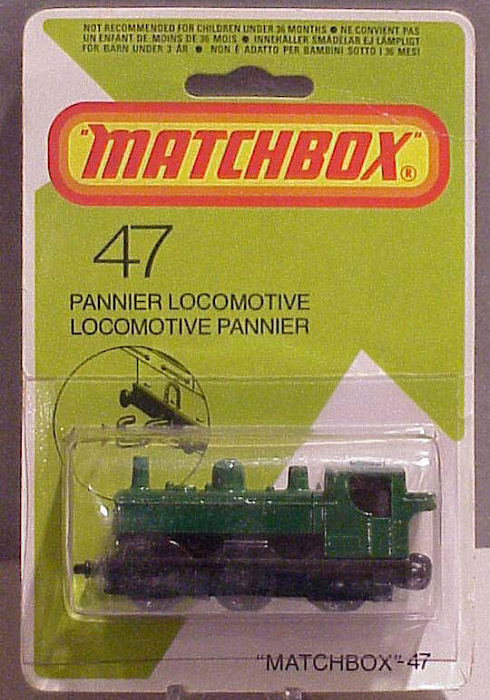 NOT RECOMMENDED FOR CHILDREN UNDER 36 MONTHS ● NE CONVIENT PAS
UN ENFANT DE MOINS DE 36 MOIS ● INNEHALLER SMÅDELAR EJ LÄMPLIGT
FÖR BARN UNDER 3 ÅR ● NON È ADATTO PER BAMBINI SOTTO I 36 MESI
"MATCHBOX"®
47
PANNIER LOCOMOTIVE
LOCOMOTIVE PANNIER
"MATCHBOX"-47